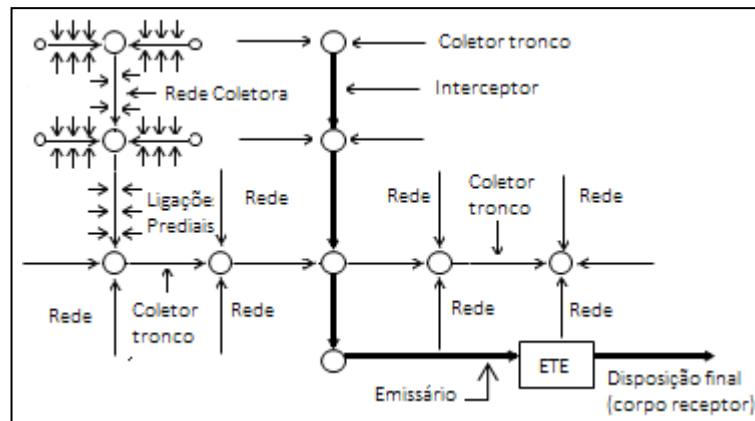 Coletor tronco
Rede Coletora
Interceptor
Ligaçõe
Prediais
Rede
Rede
Coletor
tronco
Rede
Rede
Coletor
tronco
Rede
Rede
Rede
Emissário
ETE
Disposição final
(corpo receptor)